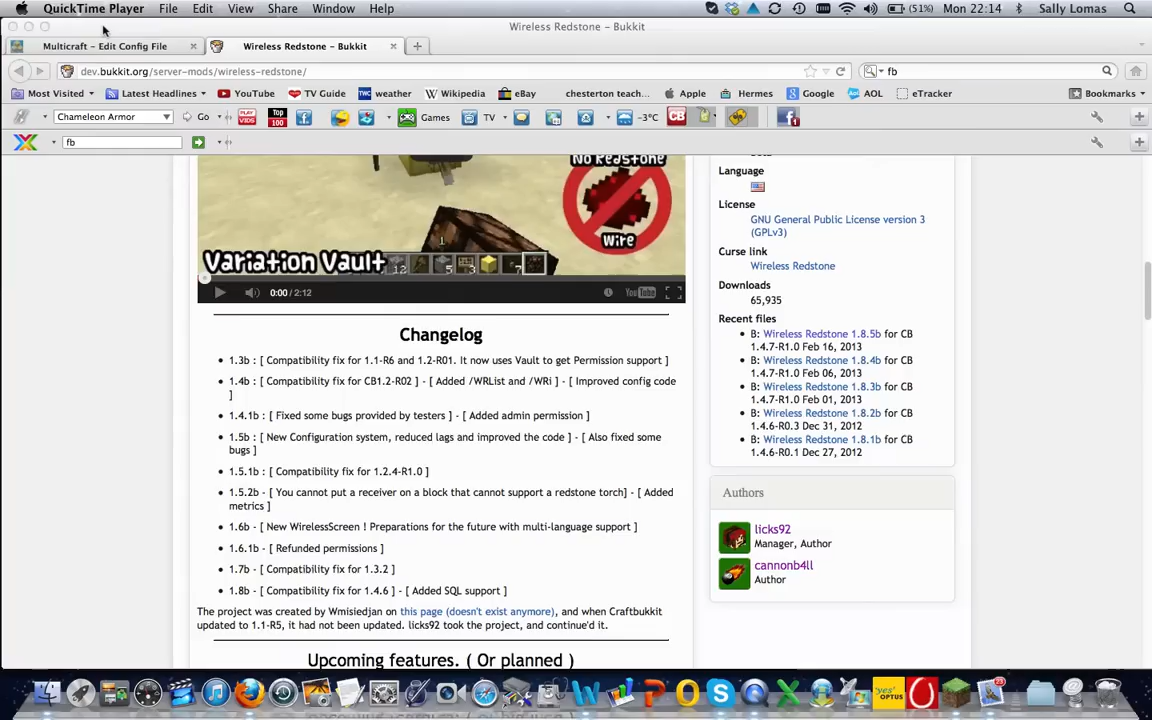 QuickTime Player File Edit View Share Window Help (51%) Mon 22:14 Sally Lomas
Wireless Redstone – Bukkit
Multicraft – Edit Config File Wireless Redstone – Bukkit
dev.bukkit.org/server-mods/wireless-redstone/ fb
Most Visited Latest Headlines YouTube TV Guide weather Wikipedia eBay chesterton teach... Apple Hermes Google AOL eTracker Bookmarks
Chameleon Armor Go PLAY VIDS Top 100 Games TV -3°C CB
fb
No Redstone
Wire
1
Variation Vault
12 5 3 7
0:00 / 2:12 YouTube
Changelog
1.3b : [ Compatibility fix for 1.1-R6 and 1.2-R01. It now uses Vault to get Permission support ]
1.4b : [ Compatibility fix for CB1.2-R02 ] - [ Added /WRList and /WRi ] - [ Improved config code
]
1.4.1b : [ Fixed some bugs provided by testers ] - [ Added admin permission ]
1.5b : [ New Configuration system, reduced lags and improved the code ] - [ Also fixed some
bugs ]
1.5.1b : [ Compatibility fix for 1.2.4-R1.0 ]
1.5.2b - [ You cannot put a receiver on a block that cannot support a redstone torch] - [ Added
metrics ]
1.6b - [ New WirelessScreen ! Preparations for the future with multi-language support ]
1.6.1b - [ Refunded permissions ]
1.7b - [ Compatibility fix for 1.3.2 ]
1.8b - [ Compatibility fix for 1.4.6 ] - [ Added SQL support ]
The project was created by Wmisiedjan on this page (doesn't exist anymore), and when Craftbukkit
updated to 1.1-R5, it had not been updated. licks92 took the project, and continue'd it.
Upcoming features. ( Or planned )
Language
License
GNU General Public License version 3
(GPLv3)
Curse link
Wireless Redstone
Downloads
65,935
Recent files
B: Wireless Redstone 1.8.5b for CB
1.4.7-R1.0 Feb 16, 2013
B: Wireless Redstone 1.8.4b for CB
1.4.7-R1.0 Feb 06, 2013
B: Wireless Redstone 1.8.3b for CB
1.4.7-R1.0 Feb 01, 2013
B: Wireless Redstone 1.8.2b for CB
1.4.6-R0.3 Dec 31, 2012
B: Wireless Redstone 1.8.1b for CB
1.4.6-R0.1 Dec 27, 2012
Authors
licks92
Manager, Author
cannonb4ll
Author
'yes' OPTUS
23